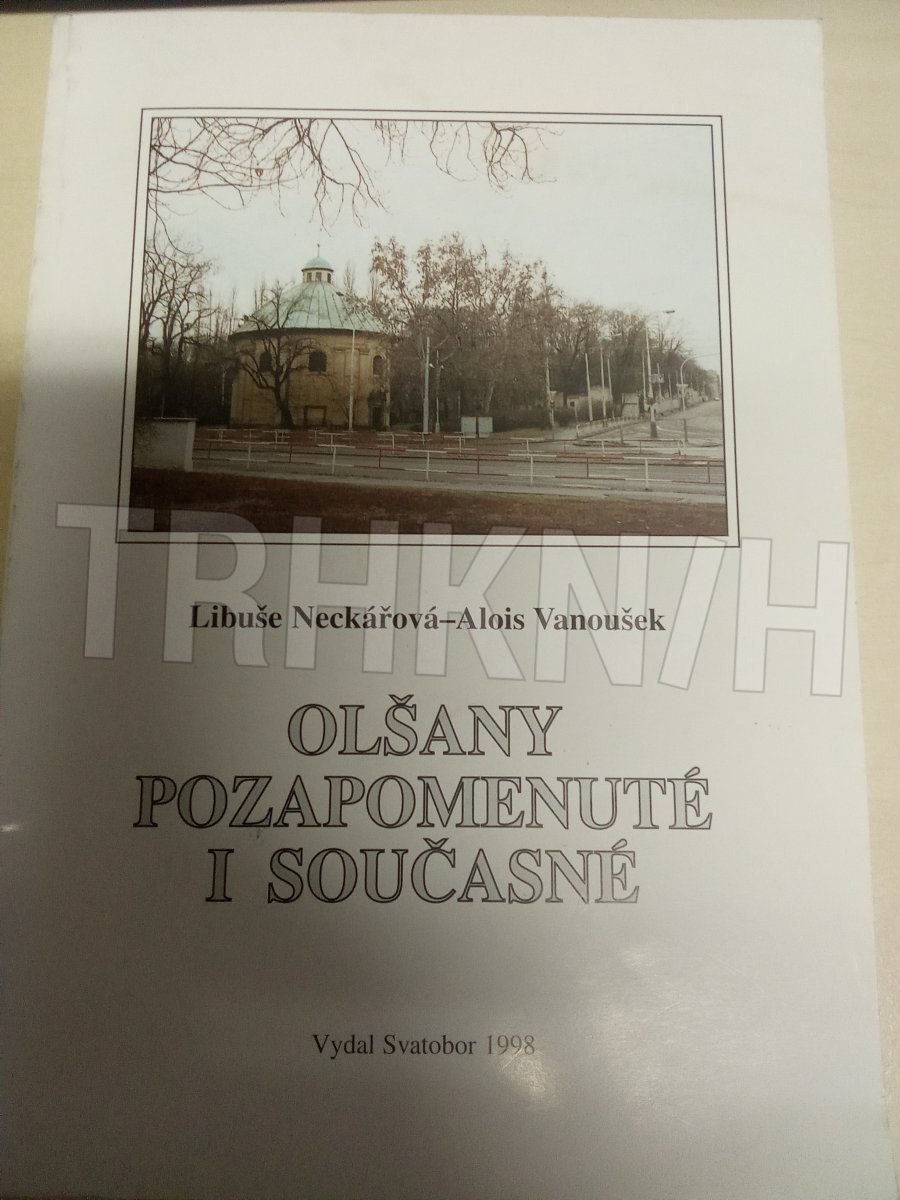 TRHKNIH
Libuše Neckářová–Alois Vanoušek
OLŠANY
POZAPOMENUTÉ
I SOUČASNÉ
Vydal Svatobor 1998